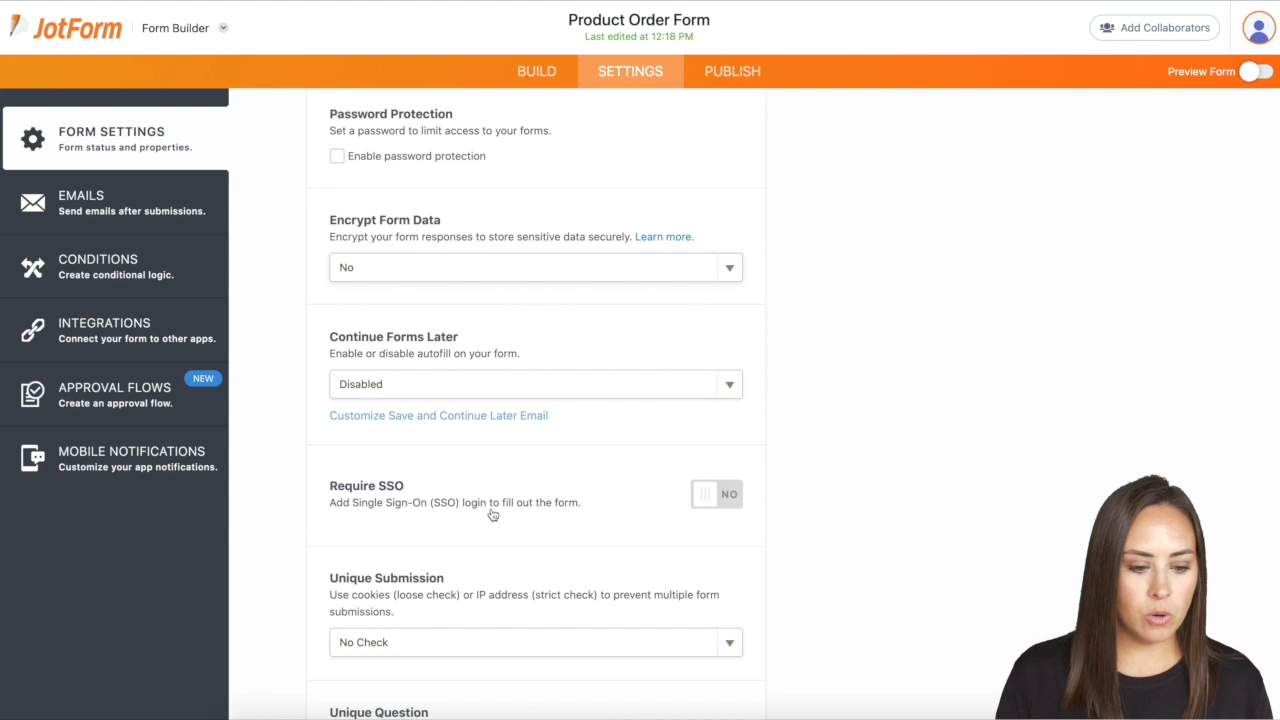 JotForm
Form Builder
Product Order Form
Last edited at 12:18 PM
Add Collaborators
BUILD
SETTINGS
PUBLISH
Preview Form
FORM SETTINGS
Form status and properties.
EMAILS
Send emails after submissions.
CONDITIONS
Create conditional logic.
INTEGRATIONS
Connect your form to other apps.
NEW
APPROVAL FLOWS
Create an approval flow.
MOBILE NOTIFICATIONS
Customize your app notifications.
Password Protection
Set a password to limit access to your forms.
Enable password protection
Encrypt Form Data
Encrypt your form responses to store sensitive data securely. Learn more.
No
Continue Forms Later
Enable or disable autofill on your form.
Disabled
Customize Save and Continue Later Email
Require SSO
Add Single Sign-On (SSO) login to fill out the form.
NO
Unique Submission
Use cookies (loose check) or IP address (strict check) to prevent multiple form
submissions.
No Check
Unique Question